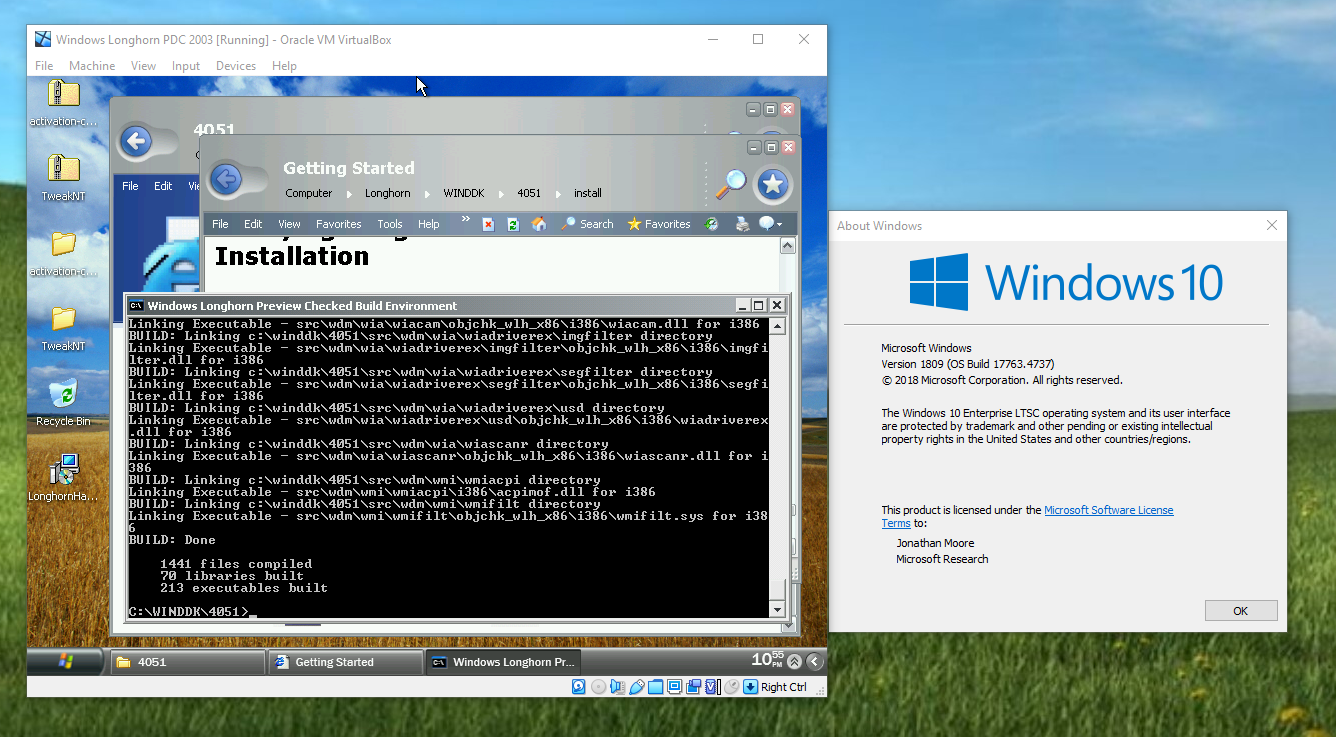 Windows Longhorn PDC 2003 [Running] - Oracle VM VirtualBox
File Machine View Input Devices Help
activation-c...
TweakNT
activation-c...
TweakNT
Recycle Bin
LonghornHa...
4051
File Edit
Getting Started
Computer Longhorn WINDDK 4051 install
File Edit View Favorites Tools Help » Search Favorites
Installation
Windows Longhorn Preview Checked Build Environment
Linking Executable - src\wdm\wia\wiacam\objchk_wlh_x86\i386\wiacam.dll for i386
BUILD: Linking c:\winddk\4051\src\wdm\wia\wiadriverex\imgfilter directory
Linking Executable - src\wdm\wia\wiadriverex\imgfilter\objchk_wlh_x86\i386\imgfi
lter.dll for i386
BUILD: Linking c:\winddk\4051\src\wdm\wia\wiadriverex\segfilter directory
Linking Executable - src\wdm\wia\wiadriverex\segfilter\objchk_wlh_x86\i386\segfi
lter.dll for i386
BUILD: Linking c:\winddk\4051\src\wdm\wia\wiadriverex\usd directory
Linking Executable - src\wdm\wia\wiadriverex\usd\objchk_wlh_x86\i386\wiadriverex
.dll for i386
BUILD: Linking c:\winddk\4051\src\wdm\wia\wiascanr directory
Linking Executable - src\wdm\wia\wiascanr\objchk_wlh_x86\i386\wiascanr.dll for i
386
BUILD: Linking c:\winddk\4051\src\wdm\wmi\wmiacpi directory
Linking Executable - src\wdm\wmi\wmiacpi\i386\acpimof.dll for i386
BUILD: Linking c:\winddk\4051\src\wdm\wmi\wmifilt directory
Linking Executable - src\wdm\wmi\wmifilt\objchk_wlh_x86\i386\wmifilt.sys for i38
6
BUILD: Done
1441 files compiled
70 libraries built
213 executables built
C:\WINDDK\4051>_
4051
Getting Started
Windows Longhorn Pr...
10 55 PM
Right Ctrl
About Windows
Windows 10
Microsoft Windows
Version 1809 (OS Build 17763.4737)
© 2018 Microsoft Corporation. All rights reserved.
The Windows 10 Enterprise LTSC operating system and its user interface
are protected by trademark and other pending or existing intellectual
property rights in the United States and other countries/regions.
This product is licensed under the Microsoft Software License
Terms to:
Jonathan Moore
Microsoft Research
OK